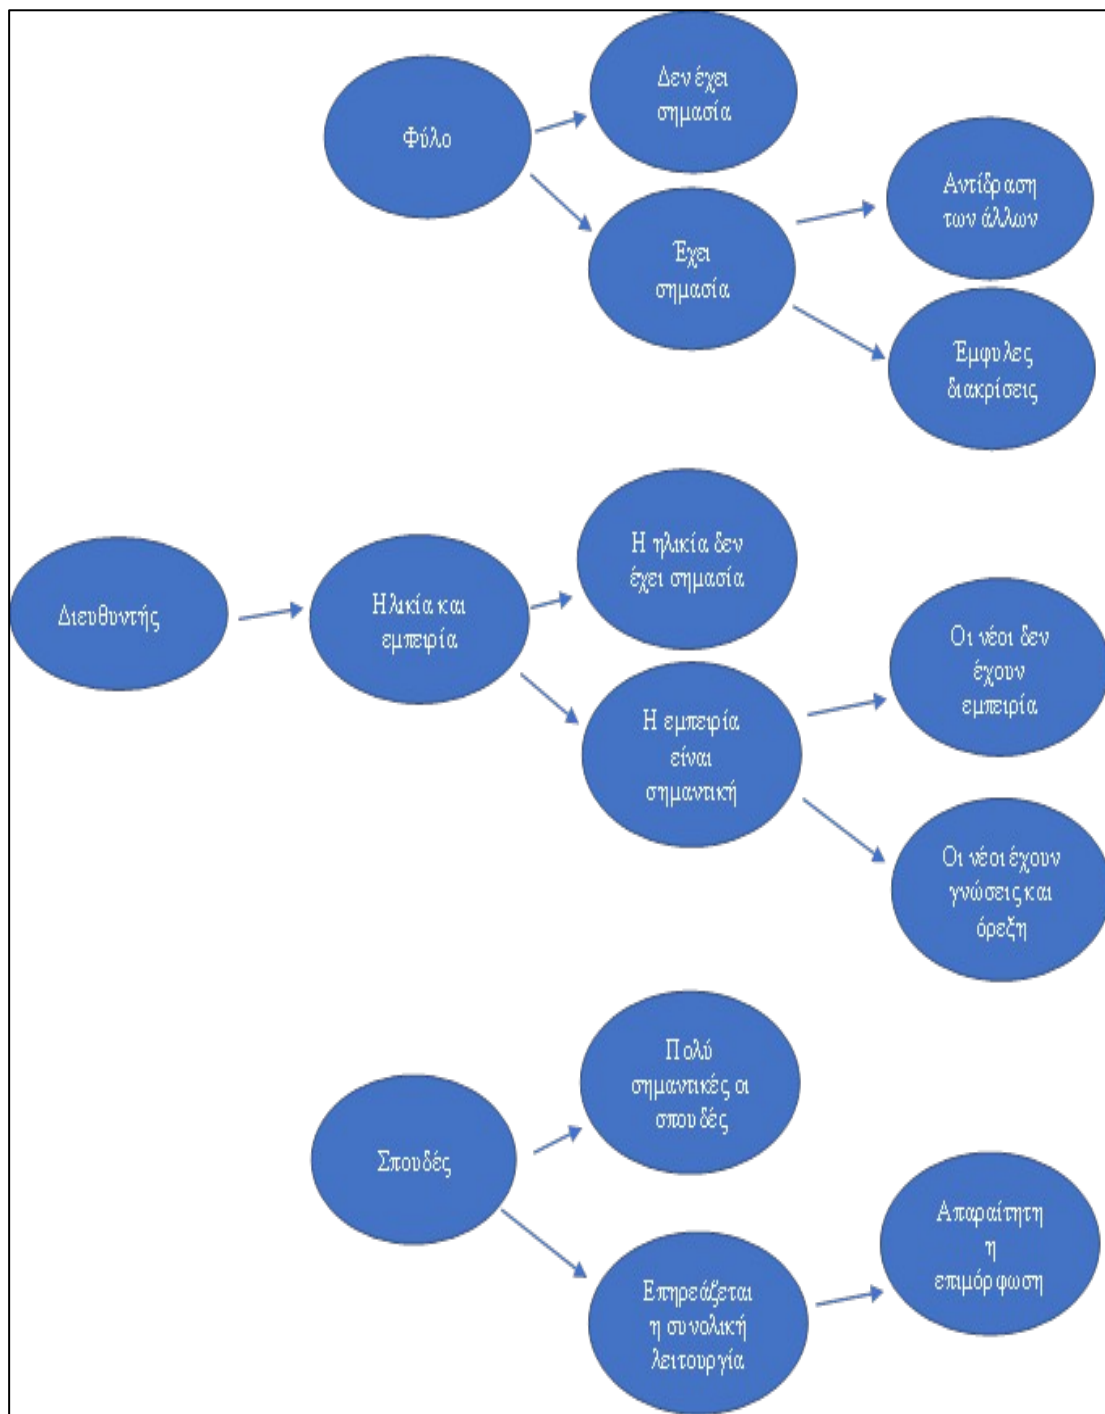 Φύλο
Δεν έχει
σημασία
Έχει
σημασία
Αντίδραση
των άλλων
Έμφυλες
διακρίσεις
Διευθυντής
Ηλικία και
εμπειρία
Η ηλικία δεν
έχει σημασία
Η εμπειρία
είναι
σημαντική
Οι νέοι δεν
έχουν
εμπειρία
Οι νέοι έχουν
γνώσεις και
όρεξη
Σπουδές
Πολύ
σημαντικές οι
σπουδές
Επηρεάζεται
η συνολική
λειτουργία
Απαραίτητη
η
επιμόρφωση